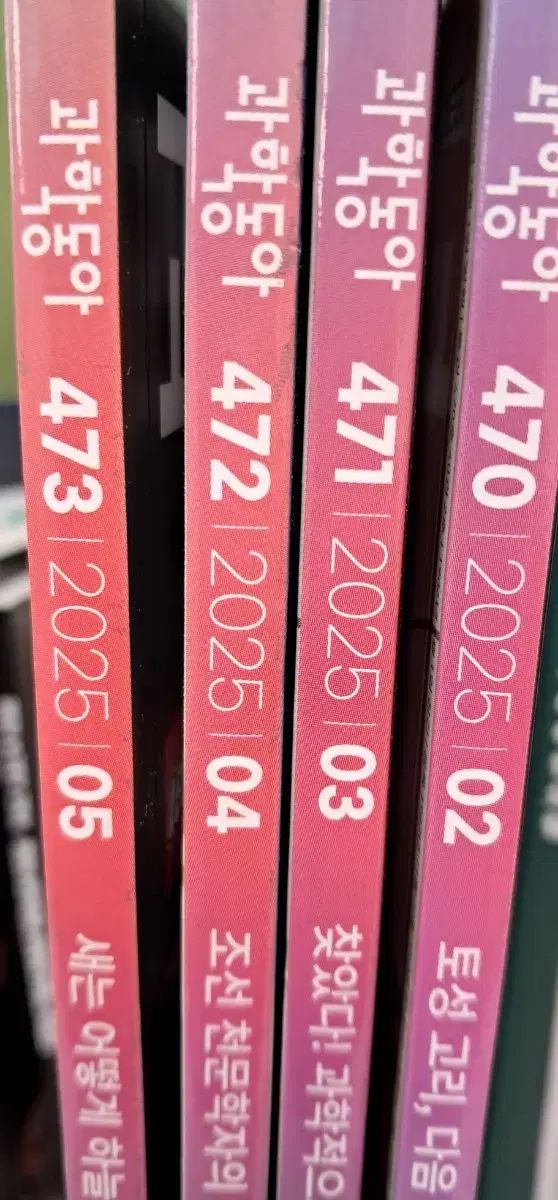 과학동아 473 | 2025 | 05 새는 어떻게 하늘
과학동아 472 | 2025 | 04 조선 천문학자의
과학동아 471 | 2025 | 03 찾았다! 과학적으
과학동아 470 | 2025 | 02 토성 고리, 다음